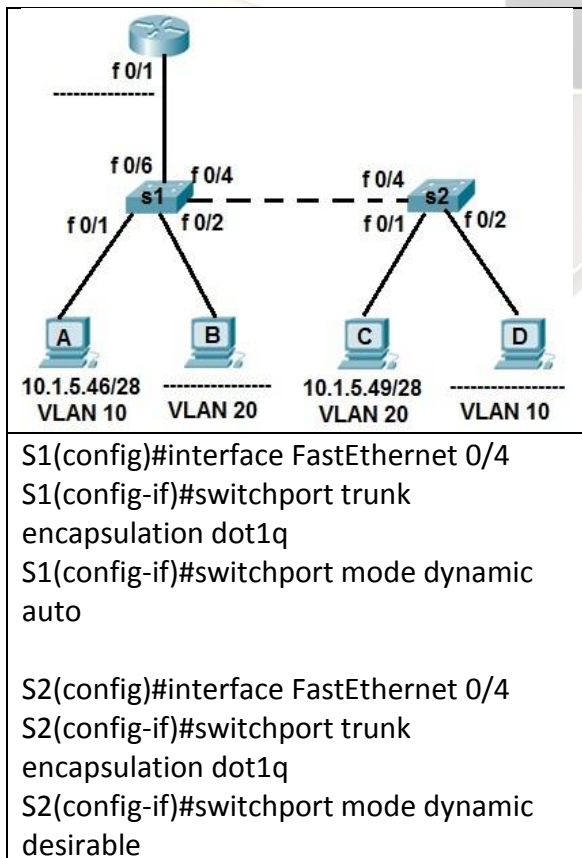 f 0/1
----------------
f 0/6
f 0/4
f 0/4
s1
s2
f 0/1
f 0/2
f 0/1
f 0/2
A
B
C
D
10.1.5.46/28
----------------
10.1.5.49/28
----------------
VLAN 10
VLAN 20
VLAN 20
VLAN 10
S1(config)#interface FastEthernet 0/4
S1(config-if)#switchport trunk
encapsulation dot1q
S1(config-if)#switchport mode dynamic
auto
S2(config)#interface FastEthernet 0/4
S2(config-if)#switchport trunk
encapsulation dot1q
S2(config-if)#switchport mode dynamic
desirable